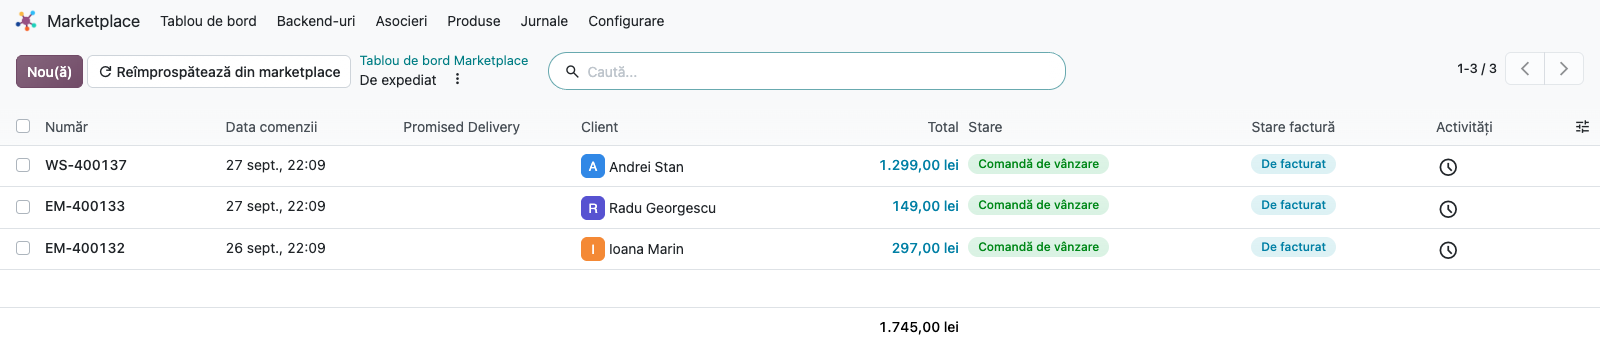 Marketplace Tablou de bord Backend-uri Asocieri Produse Jurnale Configurare
Nou(ă) Reîmprospătează din marketplace Tablou de bord Marketplace Caută... 1-3 / 3
De expediat
Număr Data comenzii Promised Delivery Client Total Stare Stare factură Activități
WS-400137 27 sept., 22:09 A Andrei Stan 1.299,00 lei Comandă de vânzare De facturat
EM-400133 27 sept., 22:09 R Radu Georgescu 149,00 lei Comandă de vânzare De facturat
EM-400132 26 sept., 22:09 I Ioana Marin 297,00 lei Comandă de vânzare De facturat
1.745,00 lei